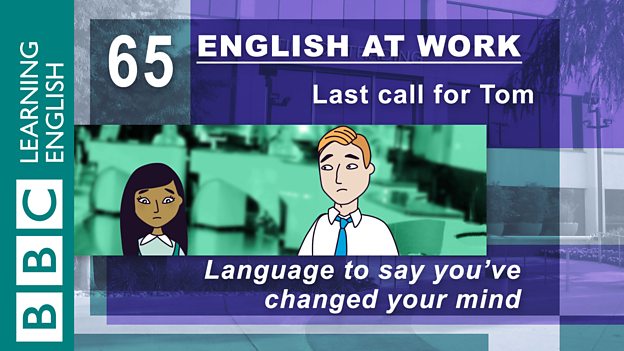 BBC
LEARNING
ENGLISH
65
ENGLISH AT WORK
Last call for Tom
Language to say you've
changed your mind